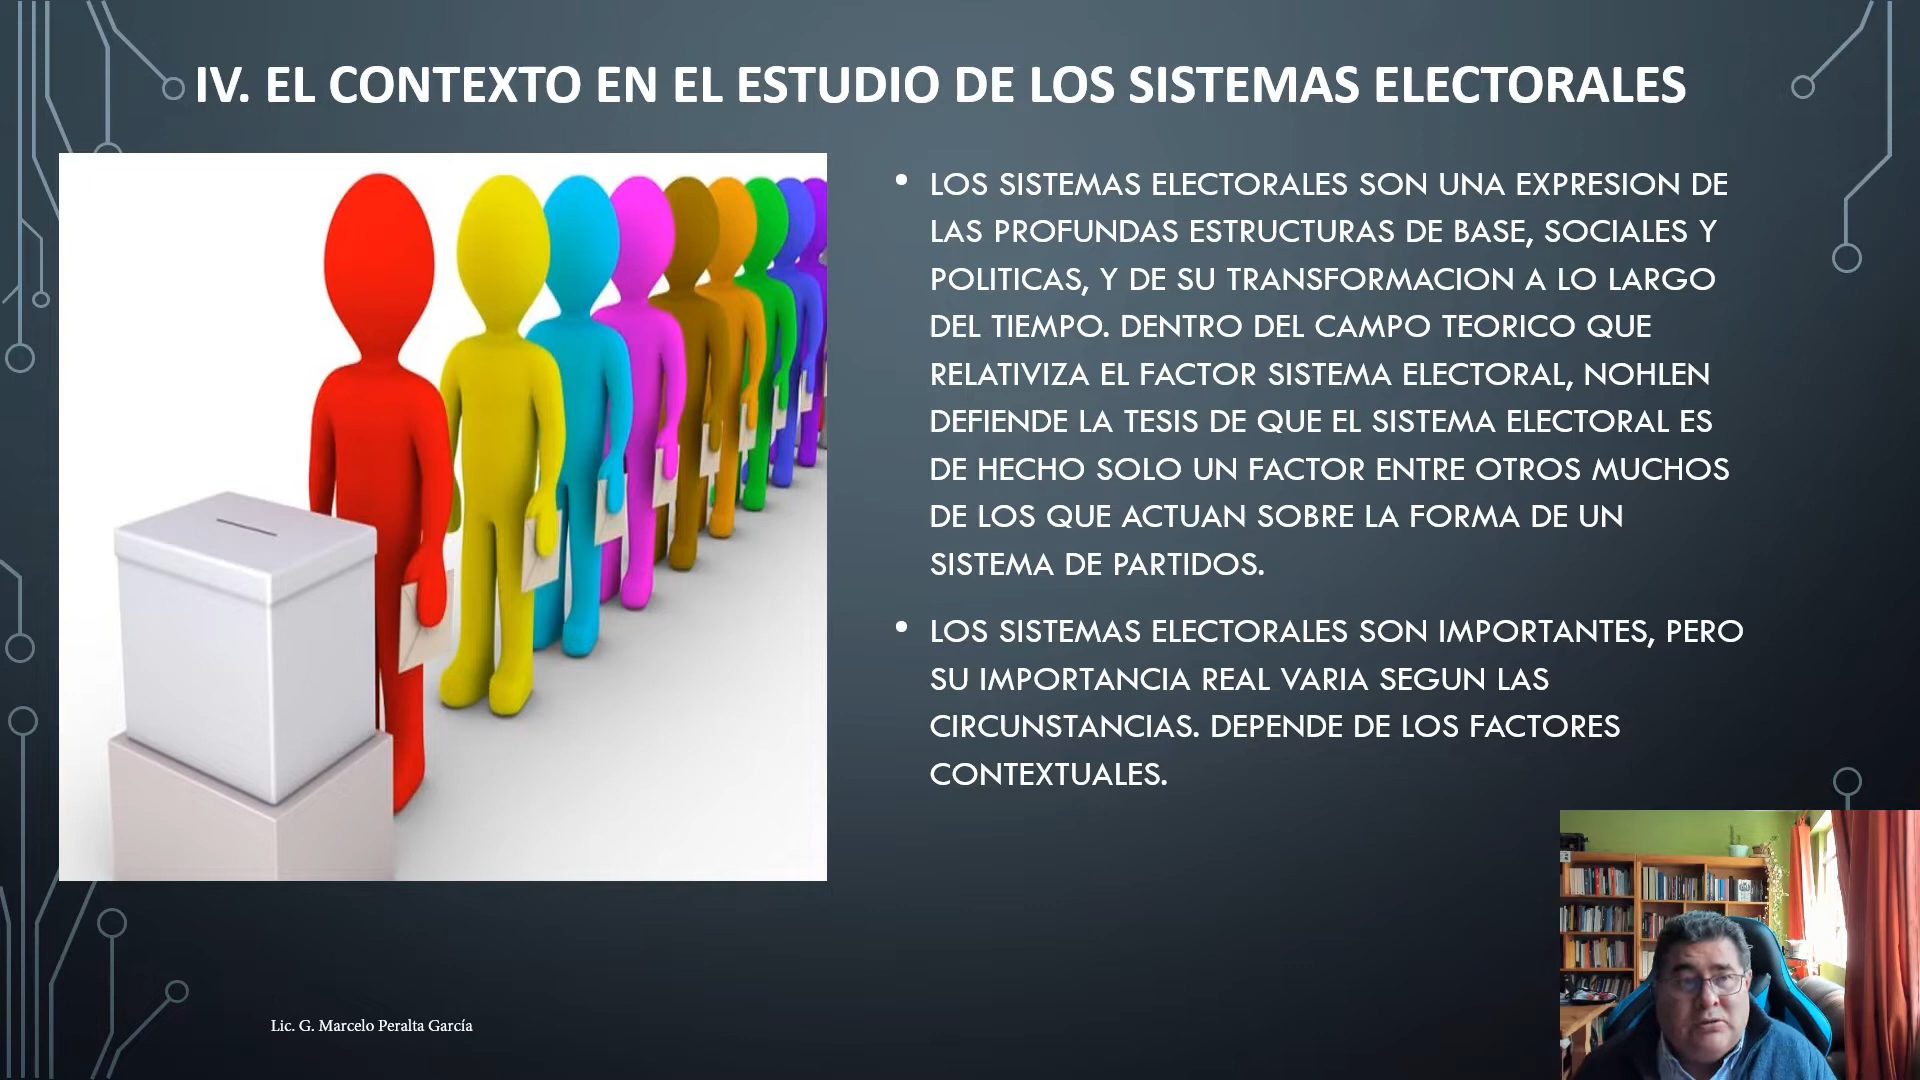 IV. EL CONTEXTO EN EL ESTUDIO DE LOS SISTEMAS ELECTORALES
• LOS SISTEMAS ELECTORALES SON UNA EXPRESION DE
LAS PROFUNDAS ESTRUCTURAS DE BASE, SOCIALES Y
POLITICAS, Y DE SU TRANSFORMACION A LO LARGO
DEL TIEMPO. DENTRO DEL CAMPO TEORICO QUE
RELATIVIZA EL FACTOR SISTEMA ELECTORAL, NOHLEN
DEFIENDE LA TESIS DE QUE EL SISTEMA ELECTORAL ES
DE HECHO SOLO UN FACTOR ENTRE OTROS MUCHOS
DE LOS QUE ACTUAN SOBRE LA FORMA DE UN
SISTEMA DE PARTIDOS.
• LOS SISTEMAS ELECTORALES SON IMPORTANTES, PERO
SU IMPORTANCIA REAL VARIA SEGUN LAS
CIRCUNSTANCIAS. DEPENDE DE LOS FACTORES
CONTEXTUALES.
Lic. G. Marcelo Peralta García